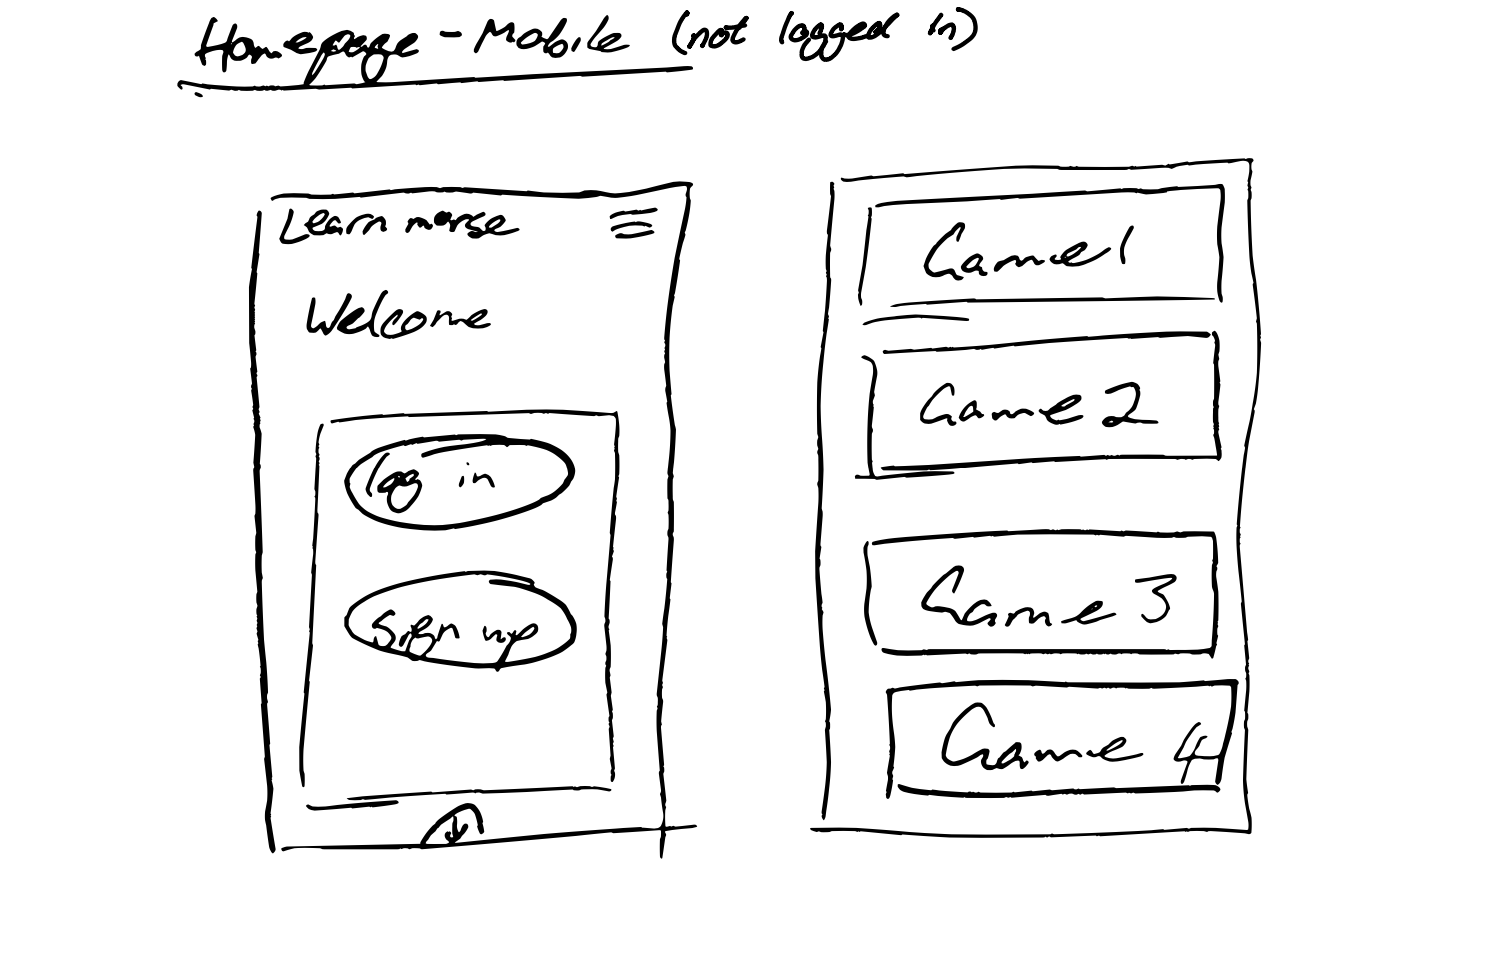 Homepage - Mobile (not logged in)
Learn morse
Welcome
log in
Sign up
Game 1
Game 2
Game 3
Game 4